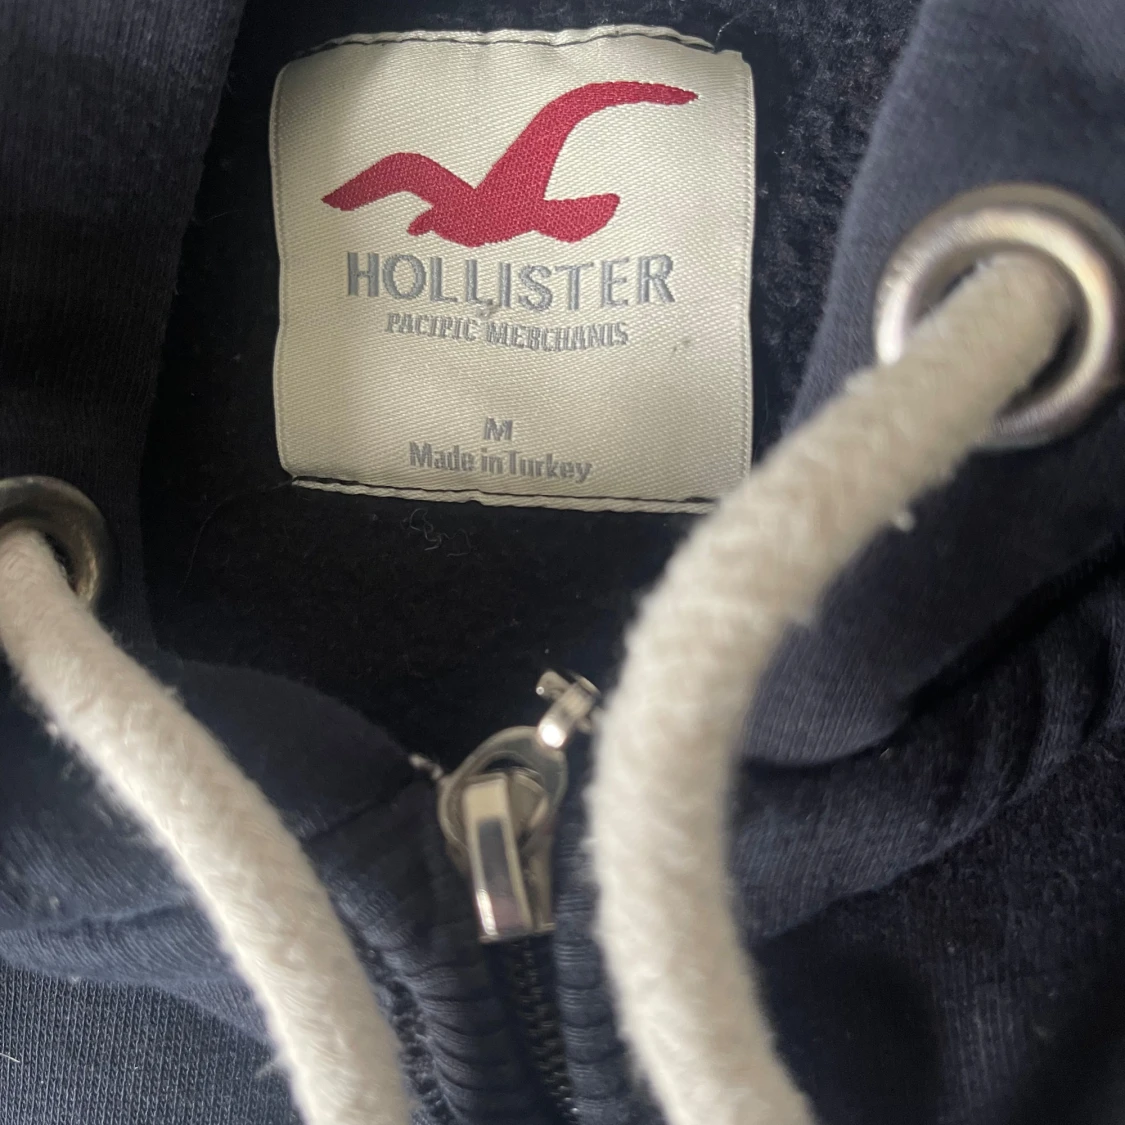 HOLLISTER
PACIFIC MERCHANTS
M
Made in Turkey